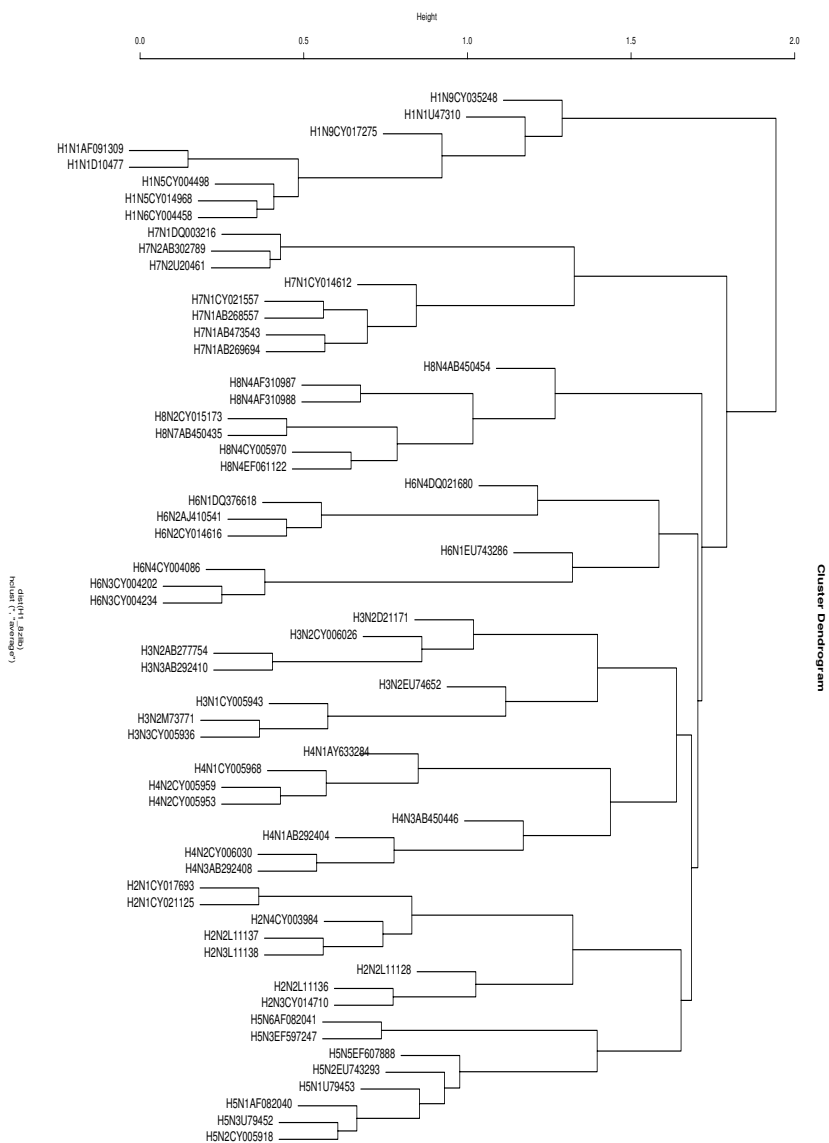 Height
0.0 0.5 1.0 1.5 2.0
H1N9CY035248
H1N1U47310
H1N9CY017275
H1N1AF091309
H1N1D10477
H1N5CY004498
H1N5CY014968
H1N6CY004458
H7N1DQ003216
H7N2AB302789
H7N2U20461
H7N1CY014612
H7N1CY021557
H7N1AB268557
H7N1AB473543
H7N1AB269694
H8N4AB450454
H8N4AF310987
H8N4AF310988
H8N2CY015173
H8N7AB450435
H8N4CY005970
H8N4EF061122
H6N4DQ021680
H6N1DQ376618
H6N2AJ410541
H6N2CY014616
H6N1EU743286
H6N4CY004086
H6N3CY004202
H6N3CY004234
H3N2D21171
H3N2CY006026
H3N2AB277754
H3N3AB292410
H3N2EU74652
H3N1CY005943
H3N2M73771
H3N3CY005936
H4N1AY633284
H4N1CY005968
H4N2CY005959
H4N2CY005953
H4N3AB450446
H4N1AB292404
H4N2CY006030
H4N3AB292408
H2N1CY017693
H2N1CY021125
H2N4CY003984
H2N2L11137
H2N3L11138
H2N2L11128
H2N2L11136
H2N3CY014710
H5N6AF082041
H5N3EF597247
H5N5EF607888
H5N2EU743293
H5N1U79453
H5N1AF082040
H5N3U79452
H5N2CY005918
Cluster Dendrogram
dist(H1_8zlib)
hclust (*, "average")